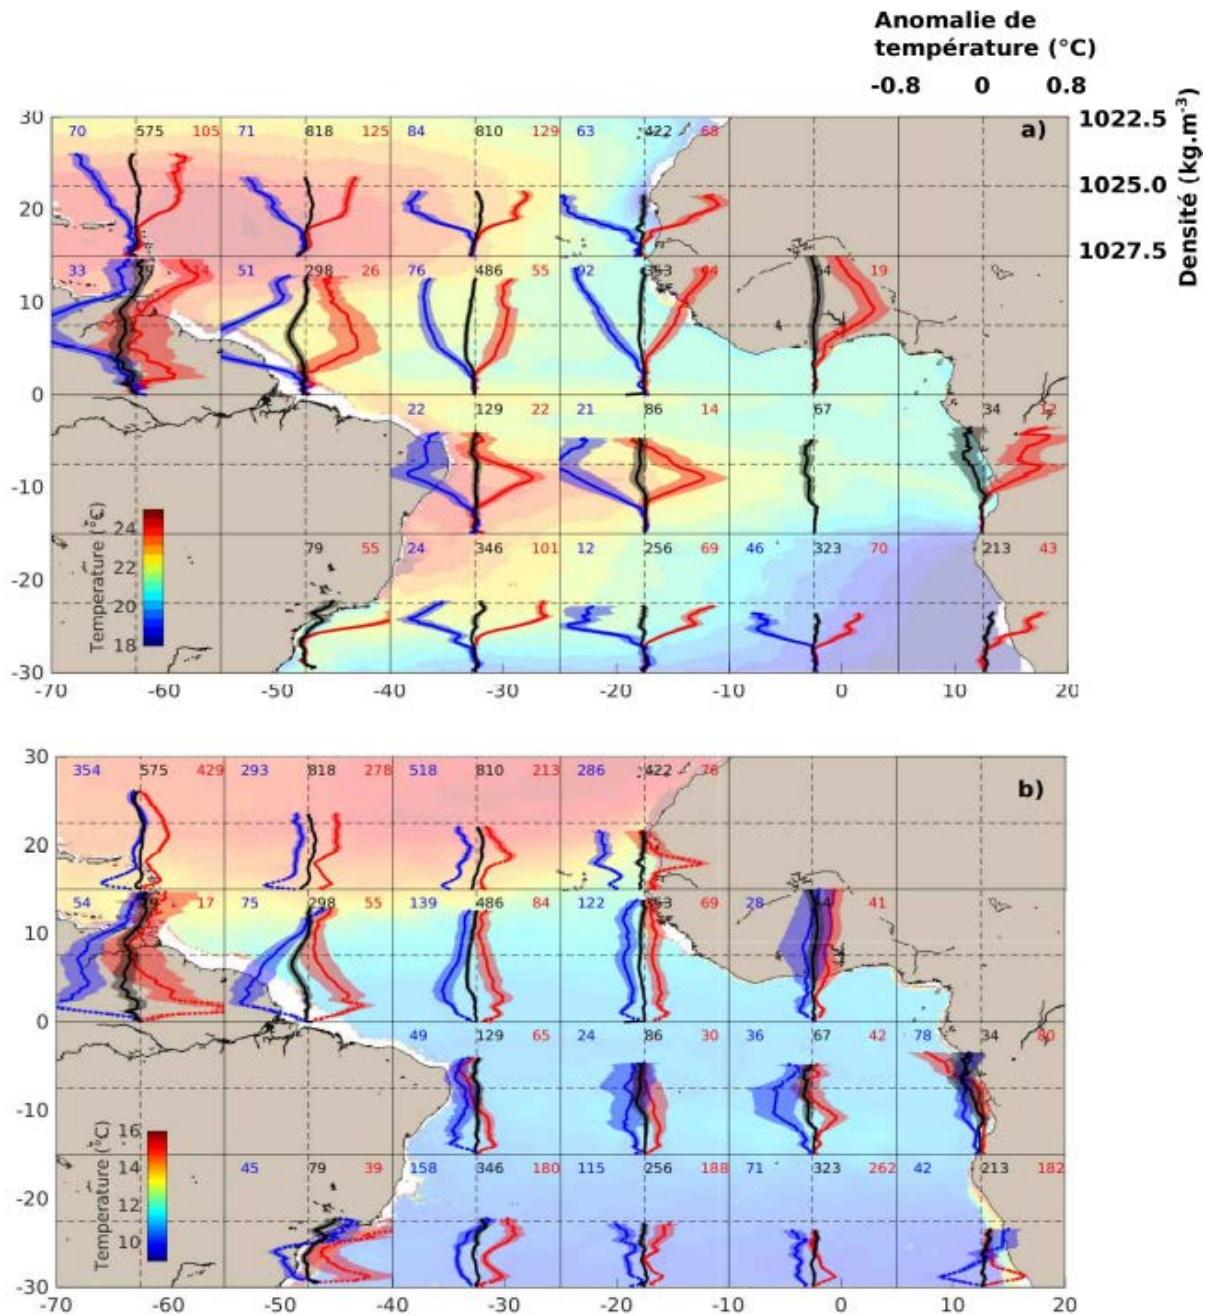 Anomalie de
température (°C)
-0.8 0 0.8
Densité (kg.m⁻³)
1022.5
1025.0
1027.5
a)
30
20
10
0
-10
-20
-30
70 575 105 71 818 125 84 810 129 63 422 68
33 14 51 298 26 76 486 55 92 353 64 19
22 129 22 21 86 14 67 34 12
79 55 24 346 101 12 256 69 46 323 70 213 43
Temperature (°C)
24
22
20
18
-70 -60 -50 -40 -30 -20 -10 0 10 20
b)
30
20
10
0
-10
-20
-30
354 575 429 293 818 278 518 810 213 286 422 78
54 17 75 298 55 139 486 84 122 353 69 28 41
49 129 65 24 86 30 36 67 42 78 34 80
45 79 39 158 346 180 115 256 188 71 323 262 42 213 182
Temperature (°C)
16
14
12
10
-70 -60 -50 -40 -30 -20 -10 0 10 20